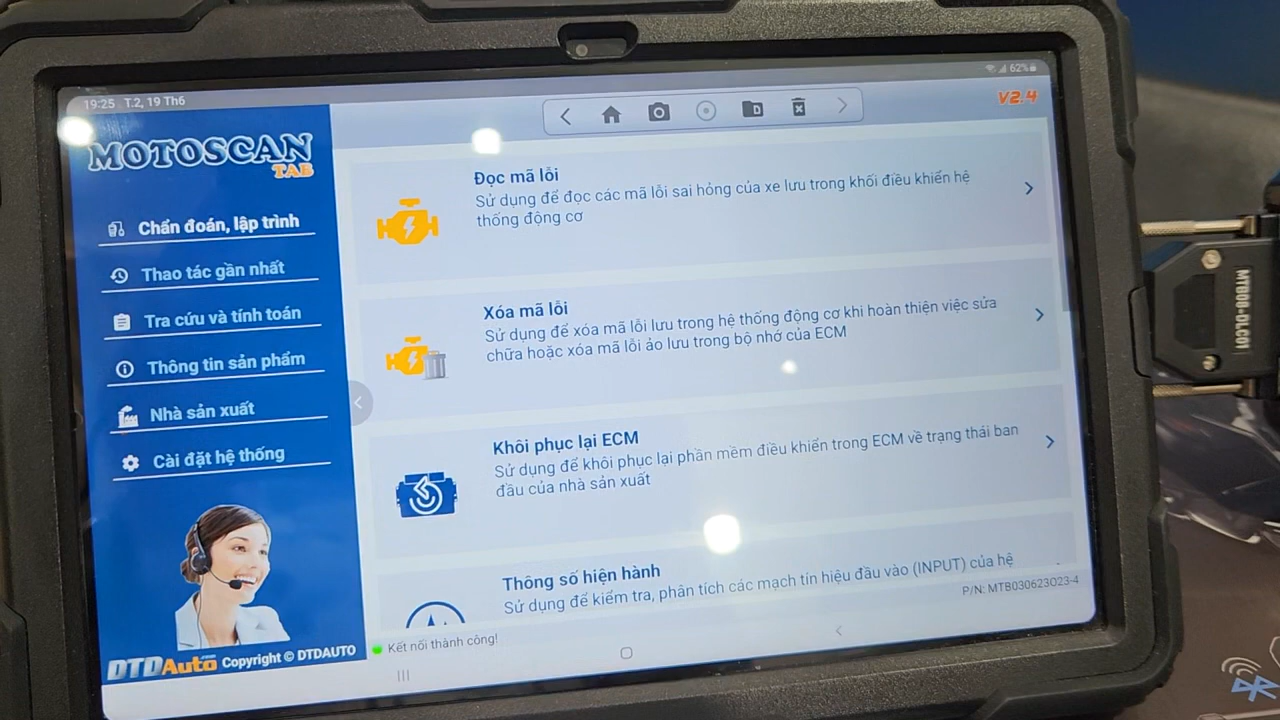 19:25 T.2, 19 Th6
62%
V2.4
MOTOSCAN
TAB
Chẩn đoán, lập trình
Thao tác gần nhất
Tra cứu và tính toán
Thông tin sản phẩm
Nhà sản xuất
Cài đặt hệ thống
DTDAuto Copyright © DTDAUTO
Đọc mã lỗi
Sử dụng để đọc các mã lỗi sai hỏng của xe lưu trong khối điều khiển hệ
thống động cơ
Xóa mã lỗi
Sử dụng để xóa mã lỗi lưu trong hệ thống động cơ khi hoàn thiện việc sửa
chữa hoặc xóa mã lỗi ảo lưu trong bộ nhớ của ECM
Khôi phục lại ECM
Sử dụng để khôi phục lại phần mềm điều khiển trong ECM về trạng thái ban
đầu của nhà sản xuất
Thông số hiện hành
Sử dụng để kiểm tra, phân tích các mạch tín hiệu đầu vào (INPUT) của hệ
P/N: MTB030623023-4
Kết nối thành công!
MTB08-DLC01